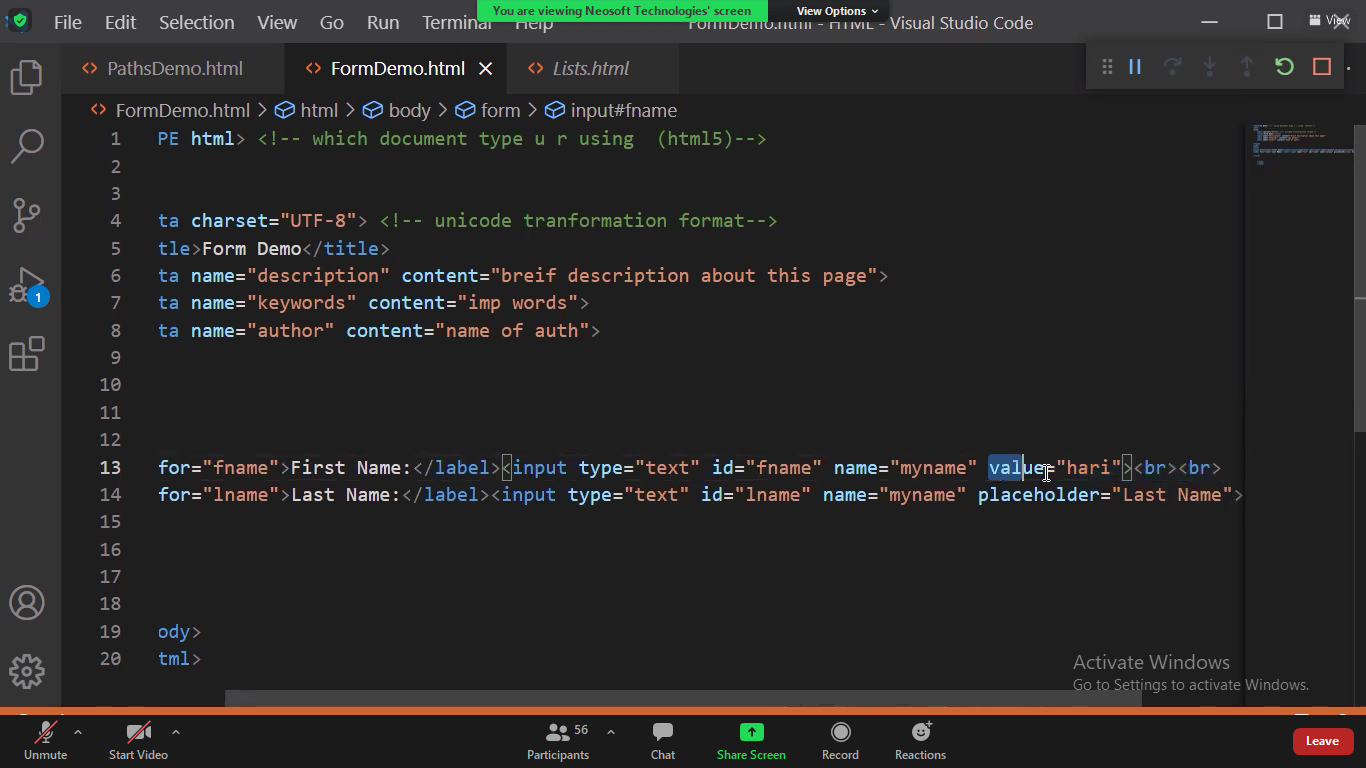 File Edit Selection View Go Run Terminal Help
You are viewing Neosoft Technologies' screen
View Options
FormDemo.html - HTML - Visual Studio Code
View
PathsDemo.html
FormDemo.html
Lists.html
FormDemo.html > html > body > form > input#fname
1 PE html> <!-- which document type u r using (html5)-->
2
3
4 ta charset="UTF-8"> <!-- unicode tranformation format-->
5 tle>Form Demo</title>
6 ta name="description" content="breif description about this page">
7 ta name="keywords" content="imp words">
8 ta name="author" content="name of auth">
9
10
11
12
13 for="fname">First Name:</label><input type="text" id="fname" name="myname" value="hari"><br><br>
14 for="lname">Last Name:</label><input type="text" id="lname" name="myname" placeholder="Last Name">
15
16
17
18
19 ody>
20 tml>
1
Activate Windows
Go to Settings to activate Windows.
Unmute
Start Video
Participants
56
Chat
Share Screen
Record
Reactions
Leave